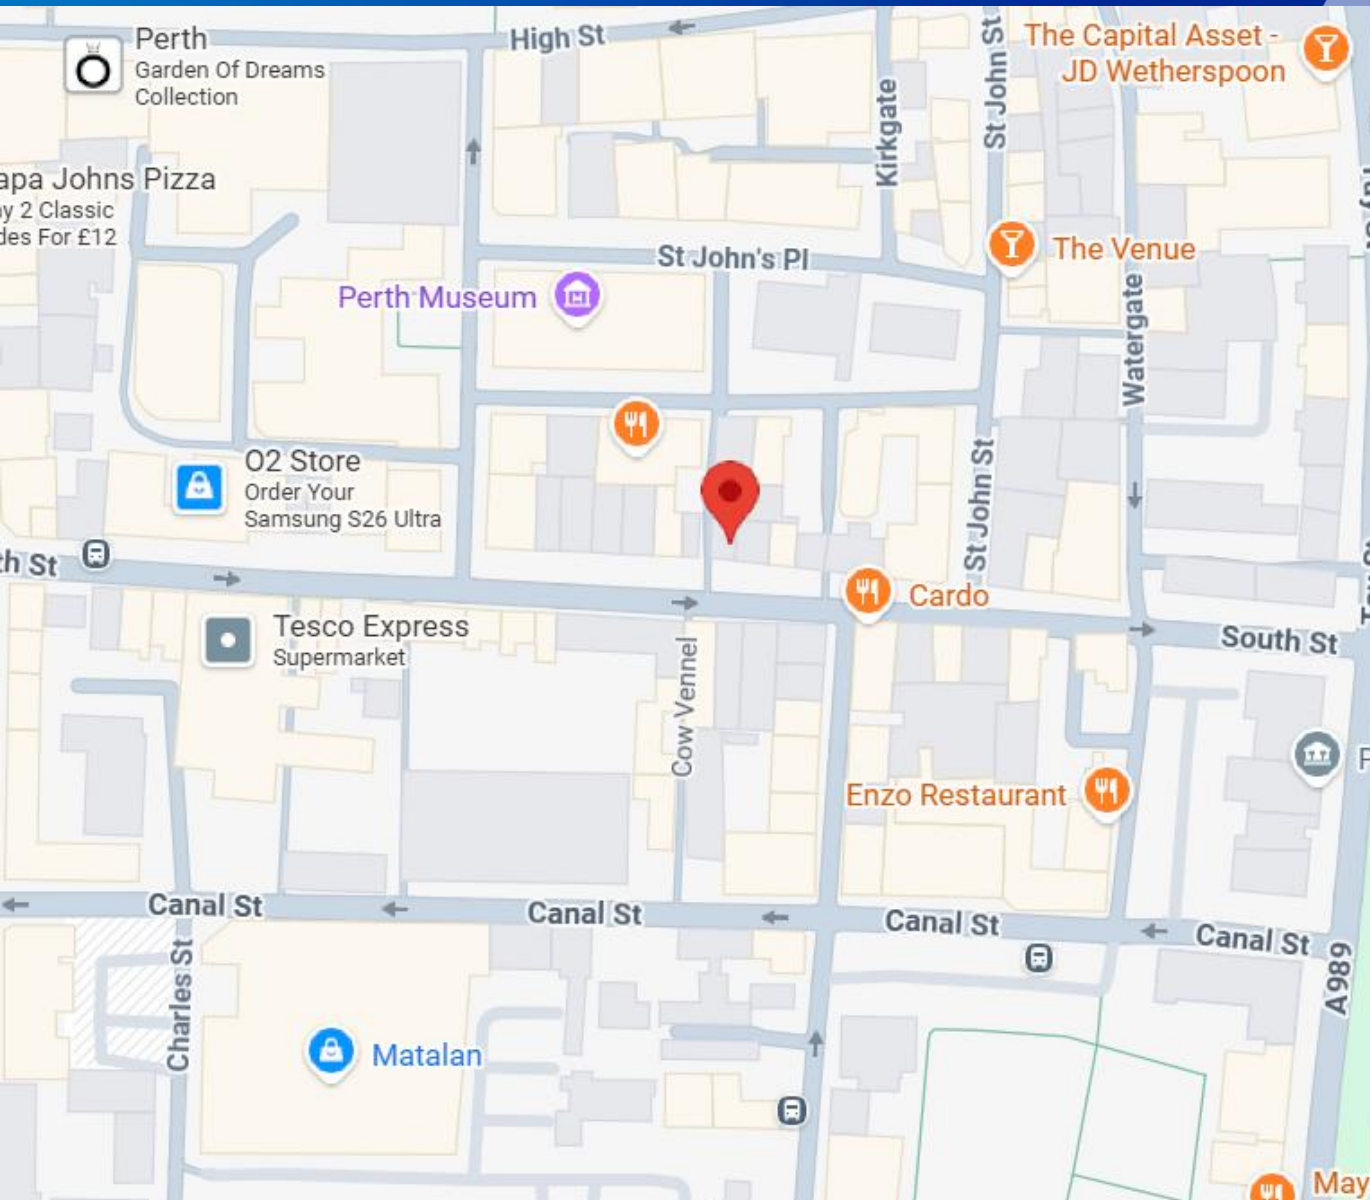 High St
Perth
Garden Of Dreams
Collection
St John St
The Capital Asset -
JD Wetherspoon
Kirkgate
apa Johns Pizza
y 2 Classic
des For £12
St John's Pl
The Venue
Perth Museum
Watergate
O2 Store
Order Your
Samsung S26 Ultra
St John St
th St
Cardo
Tesco Express
Supermarket
South St
Cow Vennel
Enzo Restaurant
Canal St
Canal St
Canal St
Canal St
Charles St
A989
Matalan
May